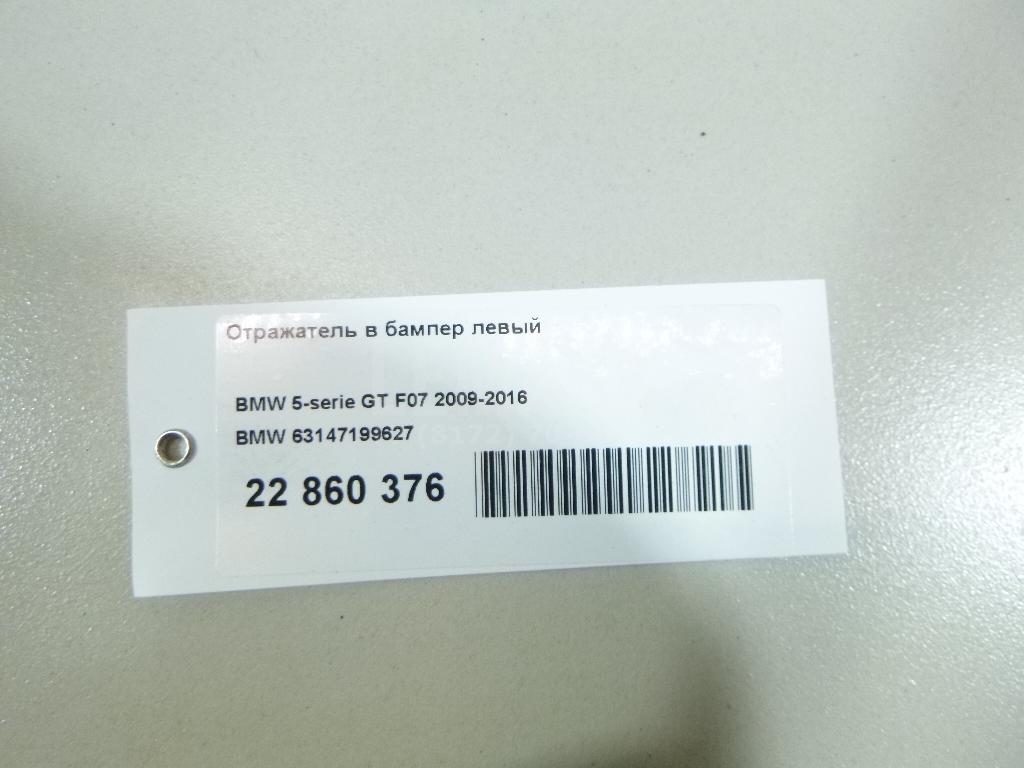 Отражатель в бампер левый
BMW 5-serie GT F07 2009-2016
BMW 63147199627
22 860 376